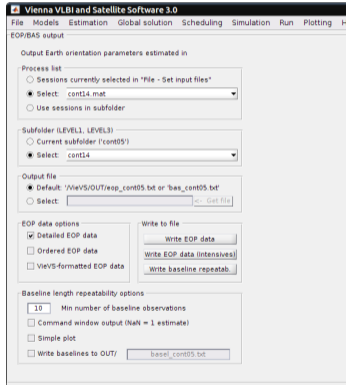 Vienna VLBI and Satellite Software 3.0
File Models Estimation Global solution Scheduling Simulation Run Plotting H
EOP/BAS output
Output Earth orientation parameters estimated in
Process list
Sessions currently selected in "File - Set input files"
Select: cont14.mat
Use sessions in subfolder
Subfolder (LEVEL1, LEVEL3)
Current subfolder ('cont05')
Select: cont14
Output file
Default: '/VieVS/OUT/eop_cont05.txt or 'bas_cont05.txt'
Select: <- Get file
EOP data options
Detailed EOP data
Ordered EOP data
VieVS-formatted EOP data
Write to file
Write EOP data
Write EOP data (Intensives)
Write baseline repeatab.
Baseline length repeatability options
10 Min number of baseline observations
Command window output (NaN = 1 estimate)
Simple plot
Write baselines to OUT/ basel_cont05.txt